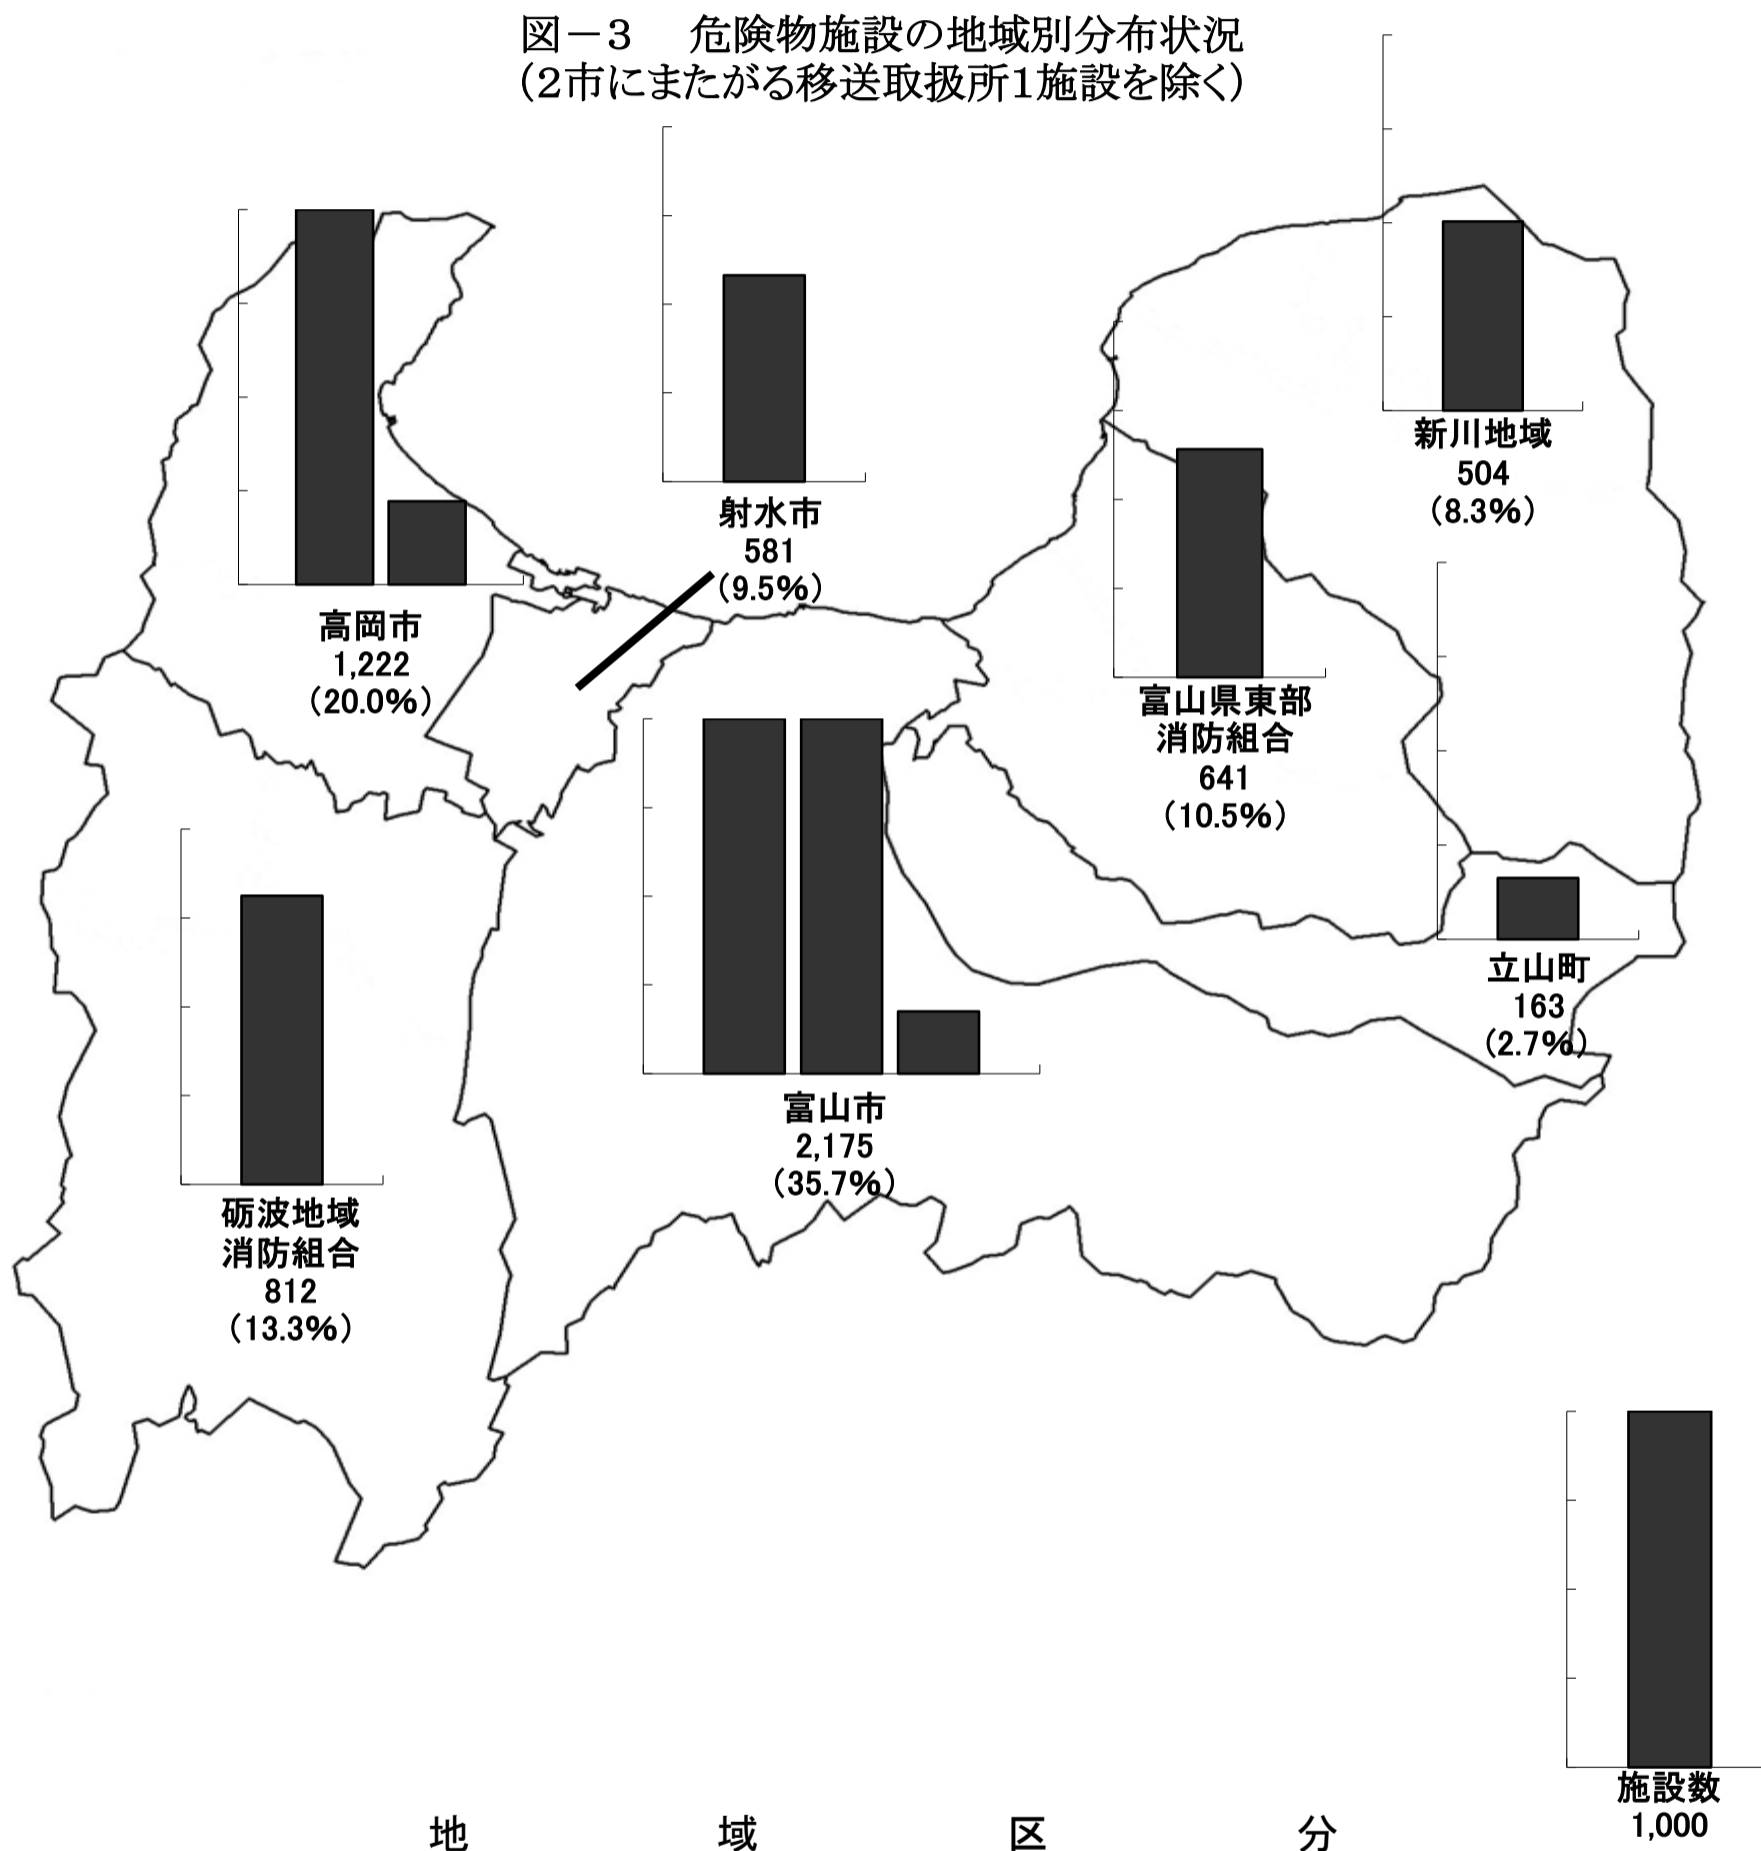 図－3　危険物施設の地域別分布状況
（2市にまたがる移送取扱所1施設を除く）
新川地域
504
（8.3%）
射水市
581
（9.5%）
高岡市
1,222
（20.0%）
富山県東部
消防組合
641
（10.5%）
立山町
163
（2.7%）
富山市
2,175
（35.7%）
砺波地域
消防組合
812
（13.3%）
施設数
1,000
地　域　区　分